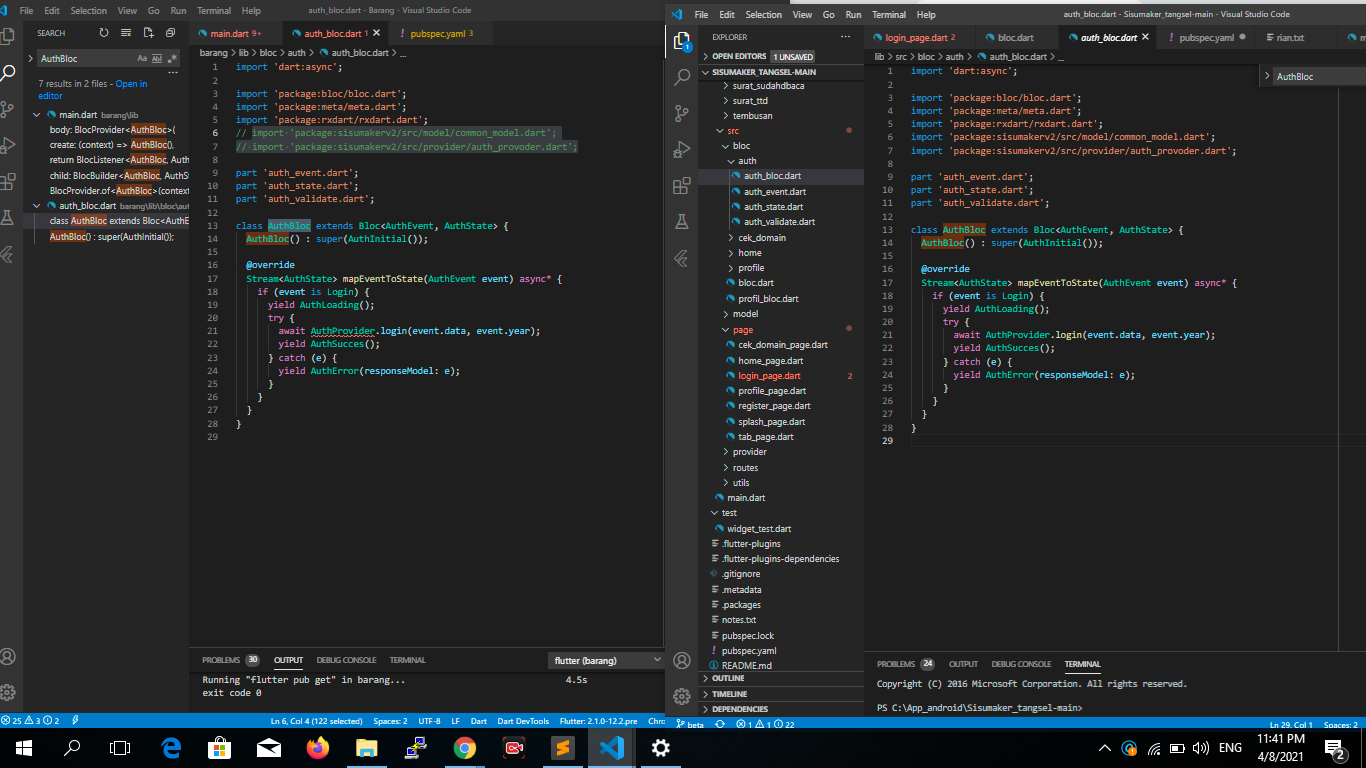 File Edit Selection View Go Run Terminal Help
auth_bloc.dart - Barang - Visual Studio Code
SEARCH
AuthBloc
7 results in 2 files - Open in
editor
main.dart barang\lib
body: BlocProvider<AuthBloc>(
create: (context) => AuthBloc(),
return BlocListener<AuthBloc, Auth
child: BlocBuilder<AuthBloc, AuthS
BlocProvider.of<AuthBloc>(context
auth_bloc.dart barang\lib\bloc\aut
class AuthBloc extends Bloc<AuthE
AuthBloc() : super(AuthInitial());
main.dart 9+
auth_bloc.dart 1
pubspec.yaml 3
barang > lib > bloc > auth > auth_bloc.dart > ...
1 import 'dart:async';
2
3 import 'package:bloc/bloc.dart';
4 import 'package:meta/meta.dart';
5 import 'package:rxdart/rxdart.dart';
6 // import 'package:sisumakerv2/src/model/common_model.dart';
7 // import 'package:sisumakerv2/src/provider/auth_provoder.dart';
8
9 part 'auth_event.dart';
10 part 'auth_state.dart';
11 part 'auth_validate.dart';
12
13 class AuthBloc extends Bloc<AuthEvent, AuthState> {
14 AuthBloc() : super(AuthInitial());
15
16 @override
17 Stream<AuthState> mapEventToState(AuthEvent event) async* {
18 if (event is Login) {
19 yield AuthLoading();
20 try {
21 await AuthProvider.login(event.data, event.year);
22 yield AuthSucces();
23 } catch (e) {
24 yield AuthError(responseModel: e);
25 }
26 }
27 }
28 }
29
PROBLEMS 30 OUTPUT DEBUG CONSOLE TERMINAL
flutter (barang)
Running "flutter pub get" in barang... 4.5s
exit code 0
25 3 2
Ln 6, Col 4 (122 selected) Spaces: 2 UTF-8 LF Dart Dart DevTools Flutter: 2.1.0-12.2.pre Chro
File Edit Selection View Go Run Terminal Help
auth_bloc.dart - Sisumaker_tangsel-main - Visual Studio Code
1
EXPLORER
OPEN EDITORS 1 UNSAVED
SISUMAKER_TANGSEL-MAIN
surat_sudahdbaca
surat_ttd
tembusan
src
bloc
auth
auth_bloc.dart
auth_event.dart
auth_state.dart
auth_validate.dart
cek_domain
home
profile
bloc.dart
profil_bloc.dart
model
page
cek_domain_page.dart
home_page.dart
login_page.dart 2
profile_page.dart
register_page.dart
splash_page.dart
tab_page.dart
provider
routes
utils
main.dart
test
widget_test.dart
.flutter-plugins
.flutter-plugins-dependencies
.gitignore
.metadata
.packages
notes.txt
pubspec.lock
pubspec.yaml
README.md
OUTLINE
TIMELINE
DEPENDENCIES
login_page.dart 2
bloc.dart
auth_bloc.dart
pubspec.yaml
rian.txt
m
lib > src > bloc > auth > auth_bloc.dart > ...
AuthBloc
1 import 'dart:async';
2
3 import 'package:bloc/bloc.dart';
4 import 'package:meta/meta.dart';
5 import 'package:rxdart/rxdart.dart';
6 import 'package:sisumakerv2/src/model/common_model.dart';
7 import 'package:sisumakerv2/src/provider/auth_provoder.dart';
8
9 part 'auth_event.dart';
10 part 'auth_state.dart';
11 part 'auth_validate.dart';
12
13 class AuthBloc extends Bloc<AuthEvent, AuthState> {
14 AuthBloc() : super(AuthInitial());
15
16 @override
17 Stream<AuthState> mapEventToState(AuthEvent event) async* {
18 if (event is Login) {
19 yield AuthLoading();
20 try {
21 await AuthProvider.login(event.data, event.year);
22 yield AuthSucces();
23 } catch (e) {
24 yield AuthError(responseModel: e);
25 }
26 }
27 }
28 }
29
PROBLEMS 24 OUTPUT DEBUG CONSOLE TERMINAL
Copyright (C) 2016 Microsoft Corporation. All rights reserved.
PS C:\App_android\Sisumaker_tangsel-main>
beta 1 1 22
Ln 29, Col 1 Spaces: 2
ENG
11:41 PM
4/8/2021
2